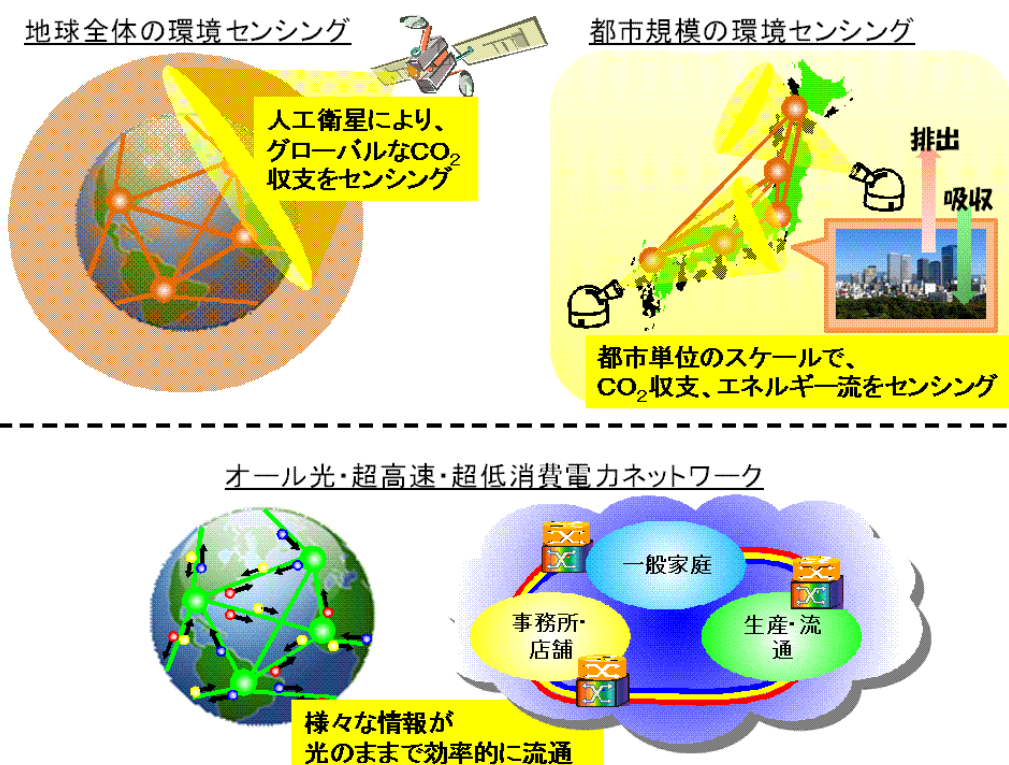 地球全体の環境センシング
人工衛星により、
グローバルなCO2
収支をセンシング
都市規模の環境センシング
排出
吸収
都市単位のスケールで、
CO2収支、エネルギー流をセンシング
オール光・超高速・超低消費電力ネットワーク
一般家庭
事務所・
店舗
生産・流
通
様々な情報が
光のままで効率的に流通